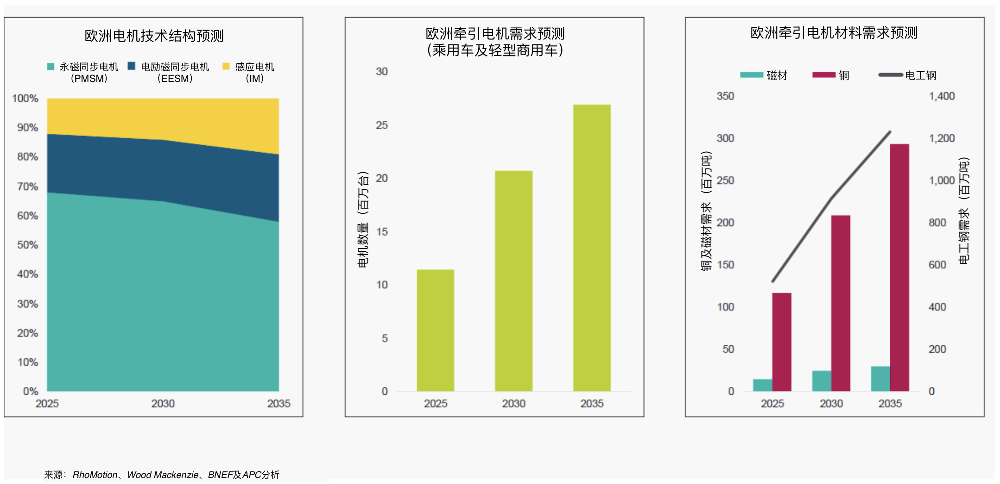 欧洲电机技术结构预测
永磁同步电机 电励磁同步电机 感应电机
（PMSM） （EESM） （IM）
100%
90%
80%
70%
60%
50%
40%
30%
20%
10%
0%
2025 2030 2035
欧洲牵引电机需求预测
（乘用车及轻型商用车）
电机数量（百万台）
30
25
20
15
10
5
0
2025 2030 2035
欧洲牵引电机材料需求预测
磁材 铜 电工钢
铜及磁材需求（百万吨）
350
300
250
200
150
100
50
0
1,400
1,200
1,000
800
600
400
200
0
电工钢需求（百万吨）
2025 2030 2035
来源：RhoMotion、Wood Mackenzie、BNEF及APC分析